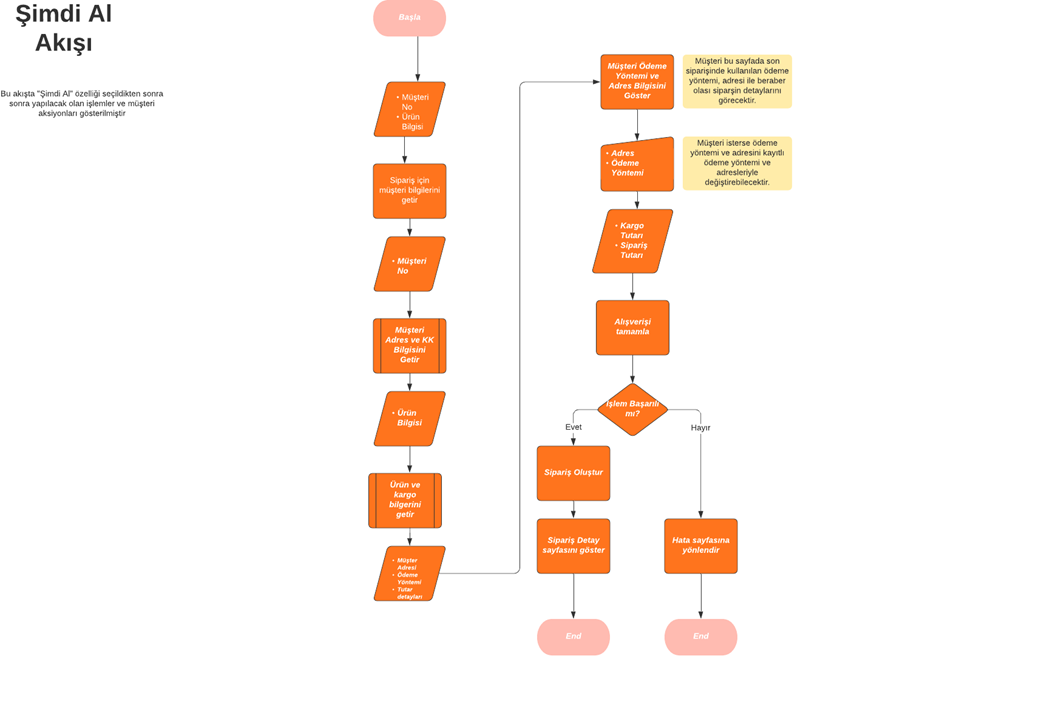 Şimdi Al
Akışı
Bu akışta "Şimdi Al" özelliği seçildikten sonra
sonra yapılacak olan işlemler ve müşteri
aksiyonları gösterilmiştir
Başla
• Müşteri
No
• Ürün
Bilgisi
Sipariş için
müşteri bilgilerini
getir
• Müşteri
No
Müşteri
Adres ve KK
Bilgisini
Getir
• Ürün
Bilgisi
Ürün ve
kargo
bilgerini
getir
• Müşter
Adresi
• Ödeme
Yöntemi
• Tutar
detayları
Müşteri Ödeme
Yöntemi ve
Adres Bilgisini
Göster
Müşteri bu sayfada son
siparişinde kullanılan ödeme
yöntemi, adresi ile beraber
olası siparşin detaylarını
görecektir.
• Adres
• Ödeme
Yöntemi
Müşteri isterse ödeme
yöntemi ve adresini kayıtlı
ödeme yöntemi ve
adresleriyle
değiştirebilecektir.
• Kargo
Tutarı
• Sipariş
Tutarı
Alışverişi
tamamla
İşlem Başarılı
mı?
Evet
Hayır
Sipariş Oluştur
Sipariş Detay
sayfasını göster
Hata sayfasına
yönlendir
End
End